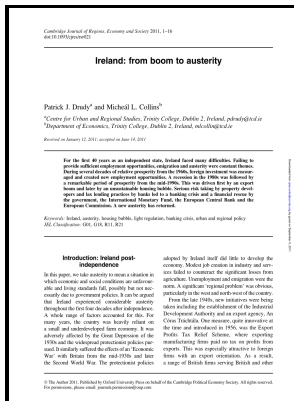 Cambridge Journal of Regions, Economy and Society 2011, 1–16
doi:10.1093/cjres/rsr021
Ireland: from boom to austerity
Patrick J. Drudyᵃ and Micheál L. Collinsᵇ
ᵃCentre for Urban and Regional Studies, Trinity College, Dublin 2, Ireland, pdrudy@tcd.ie
ᵇDepartment of Economics, Trinity College, Dublin 2, Ireland, mdcollin@tcd.ie
Received on January 12, 2011; accepted on June 14, 2011
For the first 40 years as an independent state, Ireland faced many difficulties. Failing to
provide sufficient employment opportunities, emigration and austerity were constant themes.
During several decades of relative prosperity from the 1960s, foreign investment was encour-
aged and created new employment opportunities. A recession in the 1980s was followed by
a remarkable period of prosperity from the mid-1990s. This was driven first by an export
boom and later by an unsustainable housing bubble. Serious risk taking by property devel-
opers and lax lending practices by banks led to a banking crisis and a financial rescue by
the government, the International Monetary Fund, the European Central Bank and the
European Commission. A new austerity has returned.
Keywords: Ireland, austerity, housing bubble, light regulation, banking crisis, urban and regional policy
JEL Classification: G01, G18, R11, R21
Introduction: Ireland post-
independence
In this paper, we take austerity to mean a situation in
which economic and social conditions are unfavour-
able and living standards fall, possibly but not nec-
essarily due to government policies. It can be argued
that Ireland experienced considerable austerity
throughout the first four decades after independence.
A whole range of factors accounted for this. For
many years, the country was heavily reliant on
a small and underdeveloped farm economy. It was
adversely affected by the Great Depression of the
1930s and the widespread protectionist policies pur-
sued. It similarly suffered the effects of an 'Economic
War' with Britain from the mid-1930s and later
the Second World War. The protectionist policies
adopted by Ireland itself did little to develop the
economy. Modest job creation in industry and serv-
ices failed to counteract the significant losses from
agriculture. Unemployment and emigration were the
norm. A significant 'regional problem' was obvious,
particularly in the west and north-west of the country.
From the late 1940s, new initiatives were being
taken including the establishment of the Industrial
Development Authority and an export agency, An
Córas Tráchtála. One measure, quite innovative at
the time and introduced in 1956, was the Export
Profits Tax Relief Scheme, where exporting
manufacturing firms paid no tax on profits from
exports. This was especially attractive to foreign
firms with an export orientation. As a result,
a range of British firms serving British and other
© The Author 2011. Published by Oxford University Press on behalf of the Cambridge Political Economy Society. All rights reserved.
For permissions, please email: journals.permissions@oup.com